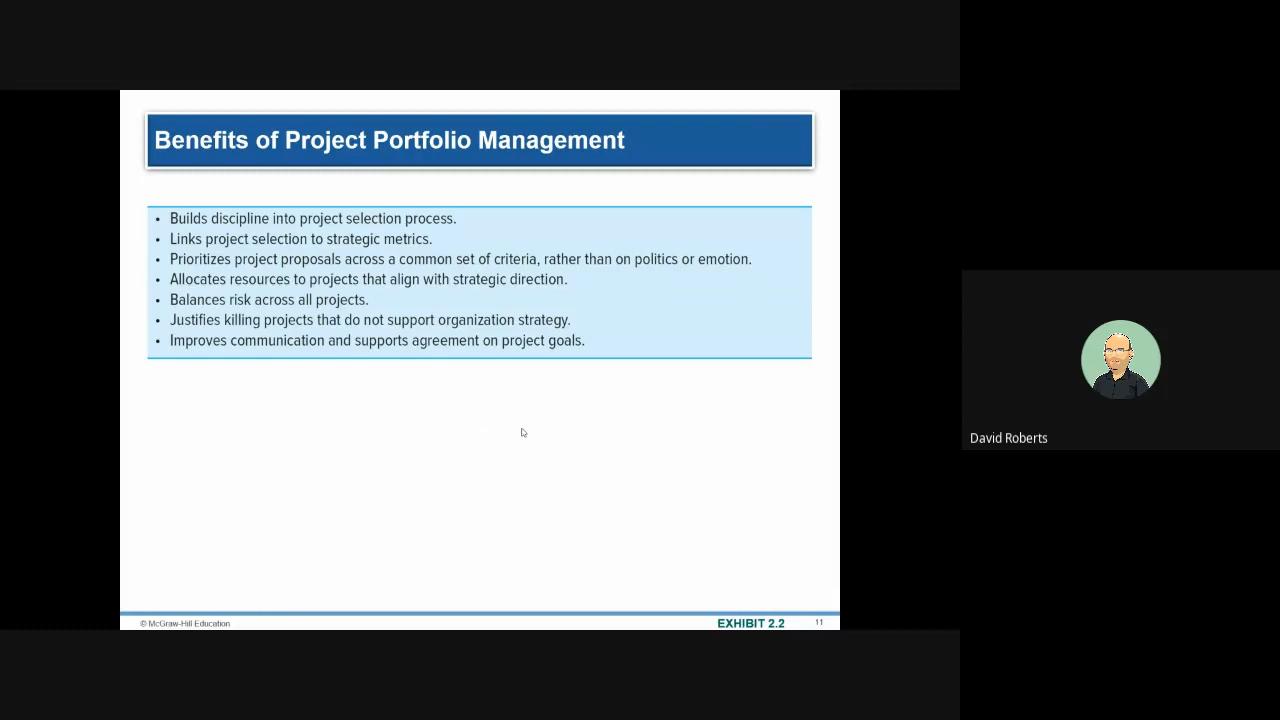 Benefits of Project Portfolio Management
• Builds discipline into project selection process.
• Links project selection to strategic metrics.
• Prioritizes project proposals across a common set of criteria, rather than on politics or emotion.
• Allocates resources to projects that align with strategic direction.
• Balances risk across all projects.
• Justifies killing projects that do not support organization strategy.
• Improves communication and supports agreement on project goals.
David Roberts
© McGraw-Hill Education
EXHIBIT 2.2
11